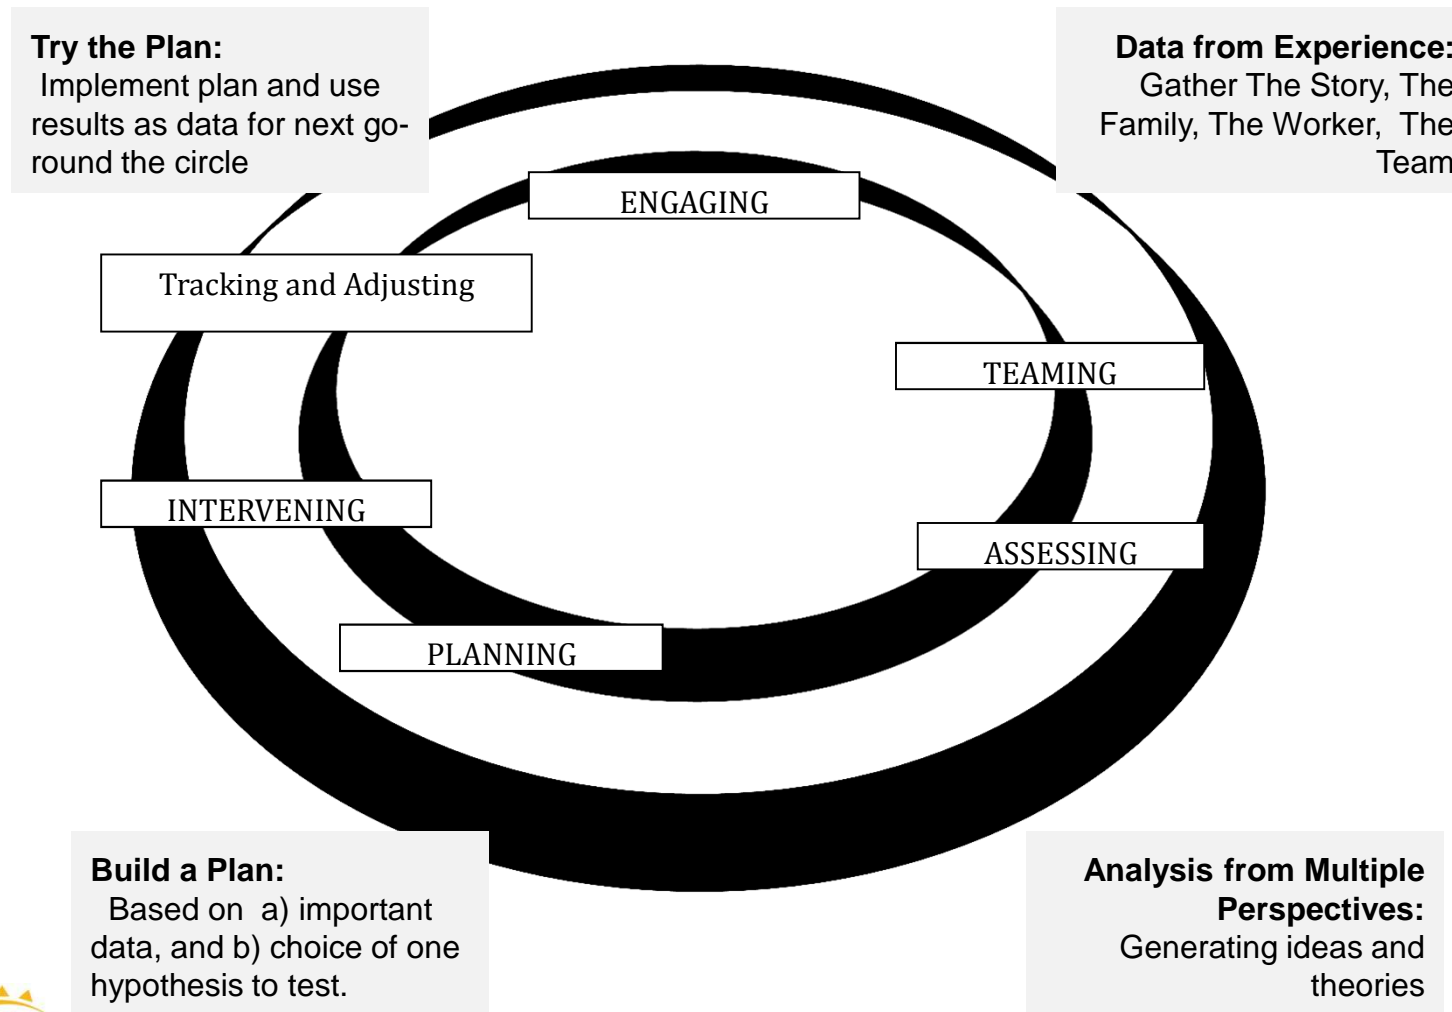 Try the Plan:
Implement plan and use
results as data for next go-
round the circle
Data from Experience:
Gather The Story, The
Family, The Worker, The
Team
ENGAGING
Tracking and Adjusting
TEAMING
INTERVENING
ASSESSING
PLANNING
Build a Plan:
Based on a) important
data, and b) choice of one
hypothesis to test.
Analysis from Multiple
Perspectives:
Generating ideas and
theories